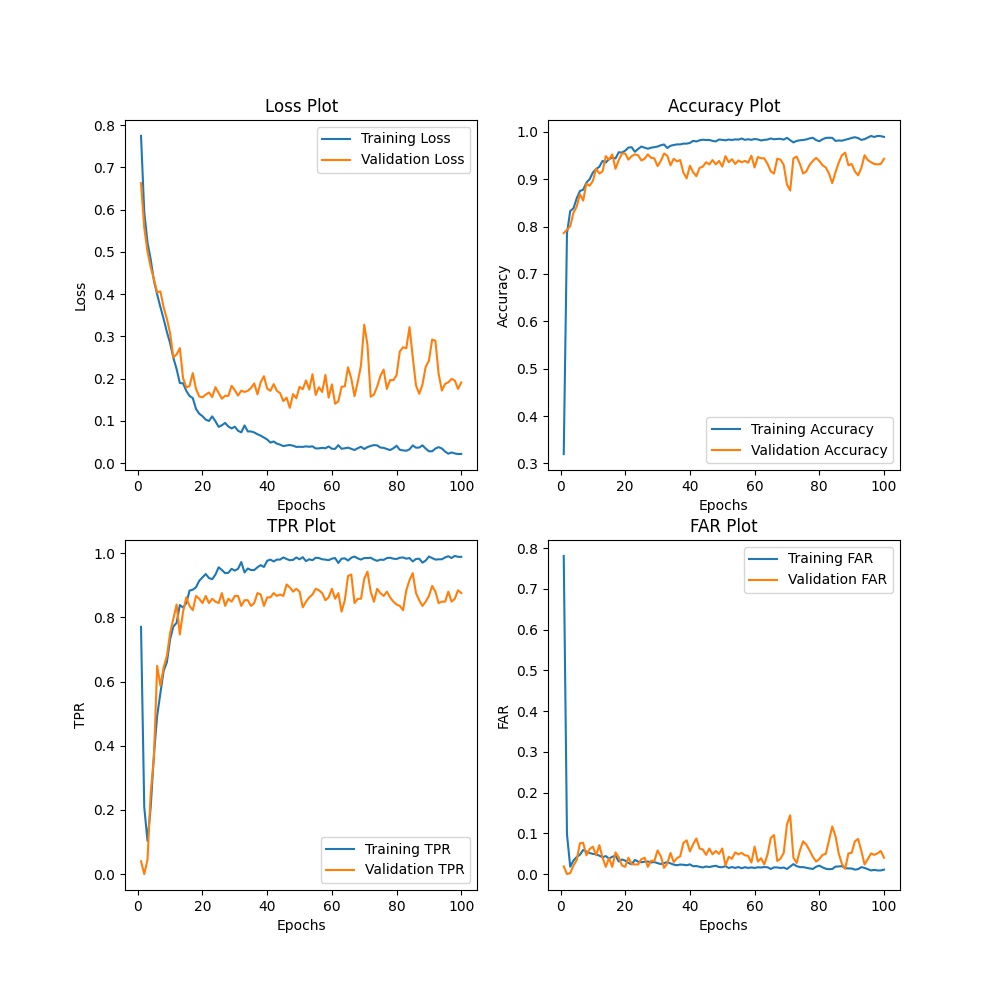 Loss Plot
0.8
0.7
0.6
0.5
0.4
0.3
0.2
0.1
0.0
Loss
Training Loss
Validation Loss
0 20 40 60 80 100
Epochs
Accuracy Plot
1.0
0.9
0.8
0.7
0.6
0.5
0.4
0.3
Accuracy
Training Accuracy
Validation Accuracy
0 20 40 60 80 100
Epochs
TPR Plot
1.0
0.8
0.6
0.4
0.2
0.0
TPR
Training TPR
Validation TPR
0 20 40 60 80 100
Epochs
FAR Plot
0.8
0.7
0.6
0.5
0.4
0.3
0.2
0.1
0.0
FAR
Training FAR
Validation FAR
0 20 40 60 80 100
Epochs